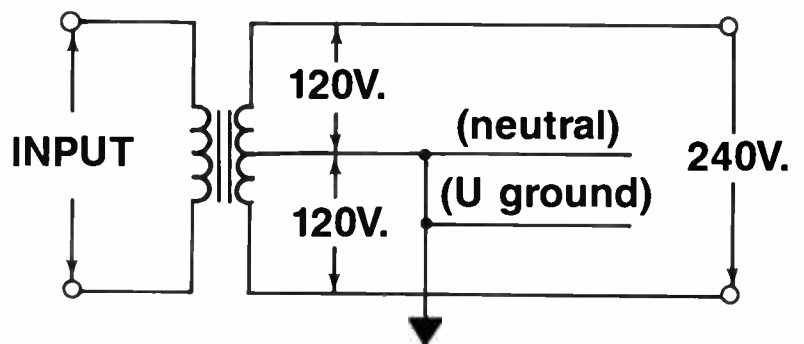 120V.
(neutral)
INPUT
240V.
(U ground)
120V.